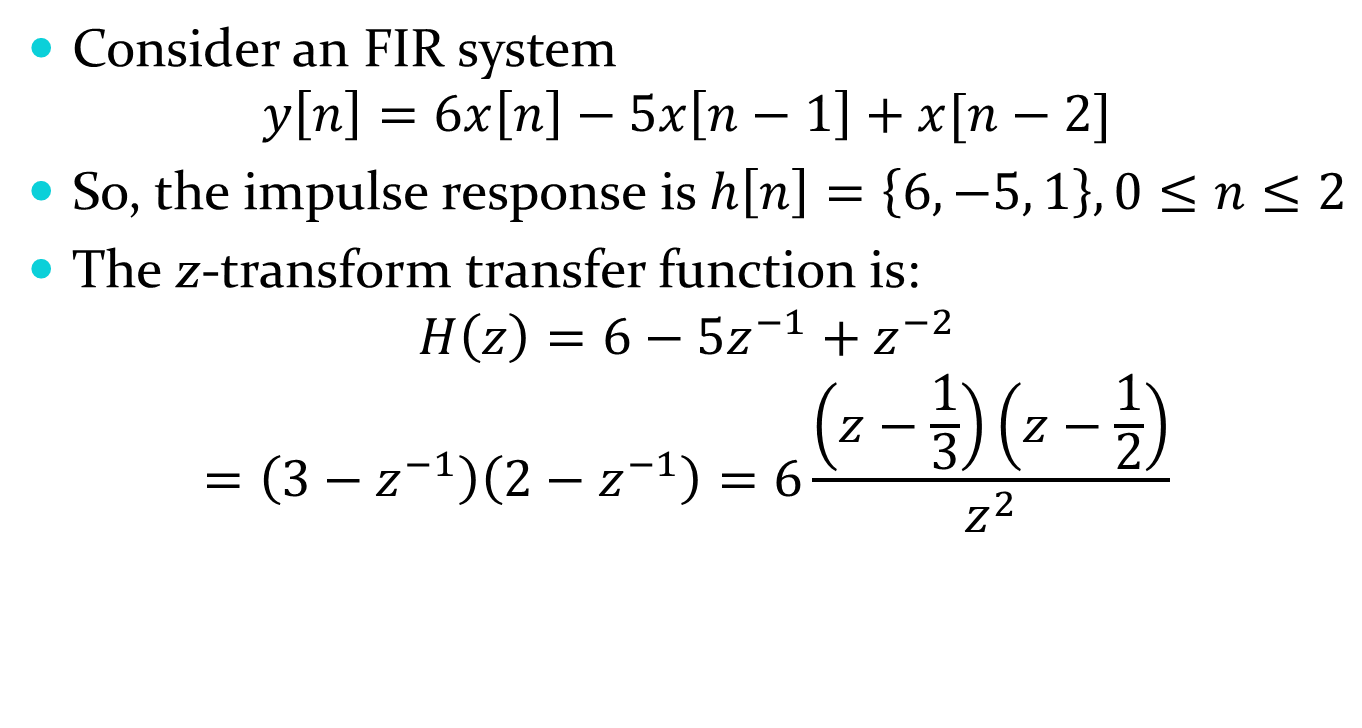 • Consider an FIR system
y[n] = 6x[n] − 5x[n − 1] + x[n − 2]
• So, the impulse response is h[n] = {6, −5, 1}, 0 ≤ n ≤ 2
• The z-transform transfer function is:
H(z) = 6 − 5z⁻¹ + z⁻²
= (3 − z⁻¹)(2 − z⁻¹) = 6 (z − 1/3)(z − 1/2) / z²